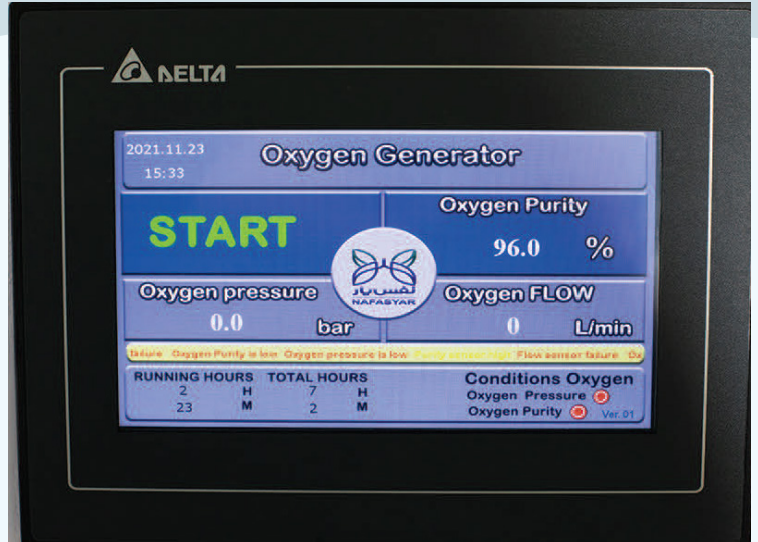 DELTA
2021.11.23
15:33
Oxygen Generator
START
Oxygen Purity
96.0 %
نفس‌یار
NAFASYAR
Oxygen pressure
0.0 bar
Oxygen FLOW
0 L/min
failure Oxygen Purity is low Oxygen pressure is low Purity sensor high Flow sensor failure Ox
RUNNING HOURS TOTAL HOURS
2 H 7 H
23 M 2 M
Conditions Oxygen
Oxygen Pressure
Oxygen Purity
Ver. 01